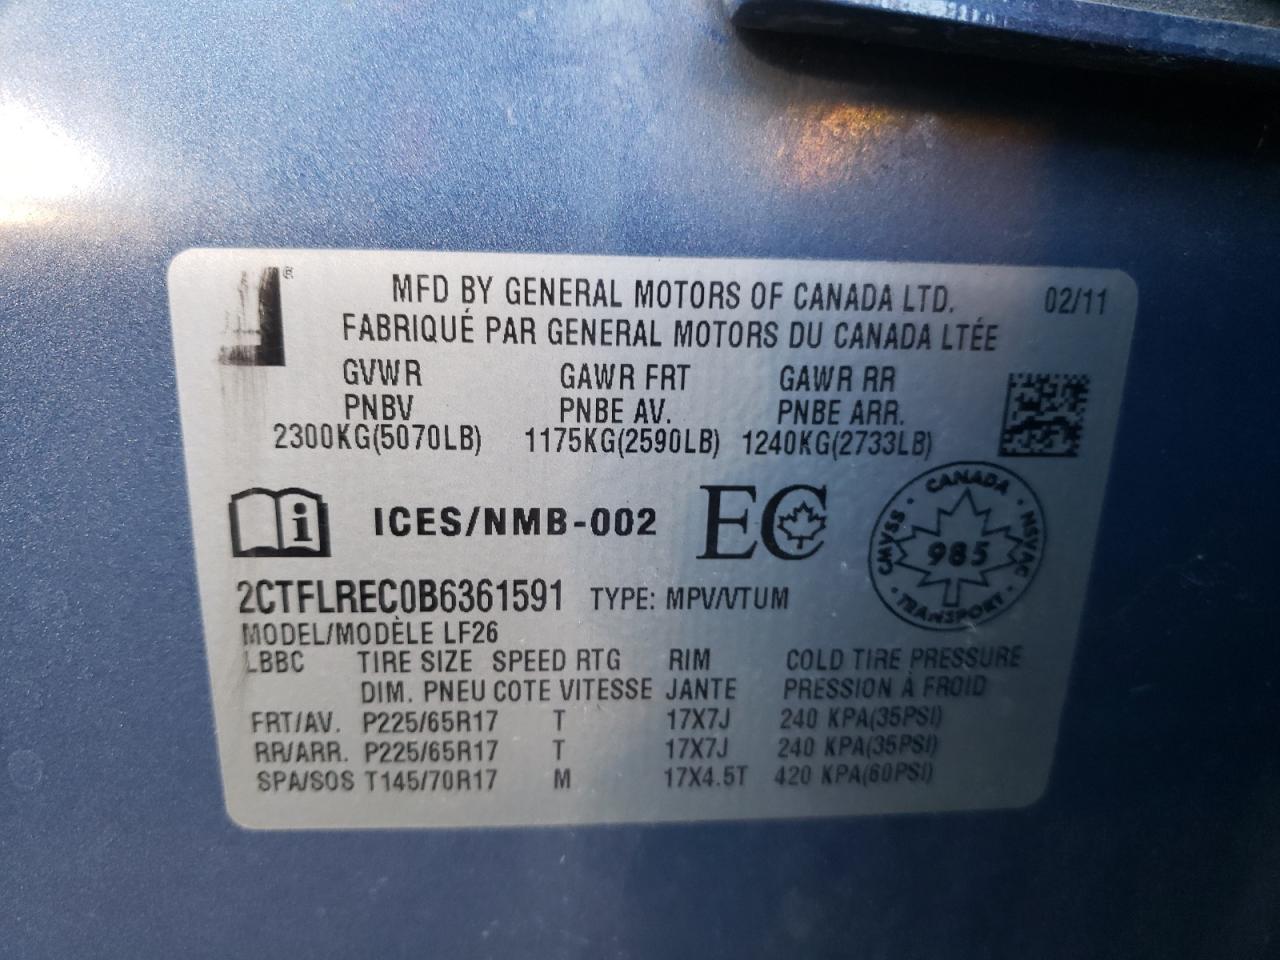 ®
MFD BY GENERAL MOTORS OF CANADA LTD. 02/11
FABRIQUÉ PAR GENERAL MOTORS DU CANADA LTÉE
GVWR GAWR FRT GAWR RR
PNBV PNBE AV. PNBE ARR.
2300KG(5070LB) 1175KG(2590LB) 1240KG(2733LB)
i ICES/NMB-002 EC
CANADA
CMVSS 985 NSVAC
TRANSPORT
2CTFLREC0B6361591 TYPE: MPV/VTUM
MODEL/MODÈLE LF26
LBBC TIRE SIZE SPEED RTG RIM COLD TIRE PRESSURE
DIM. PNEU COTE VITESSE JANTE PRESSION À FROID
FRT/AV. P225/65R17 T 17X7J 240 KPA(35PSI)
RR/ARR. P225/65R17 T 17X7J 240 KPA(35PSI)
SPA/SOS T145/70R17 M 17X4.5T 420 KPA(60PSI)